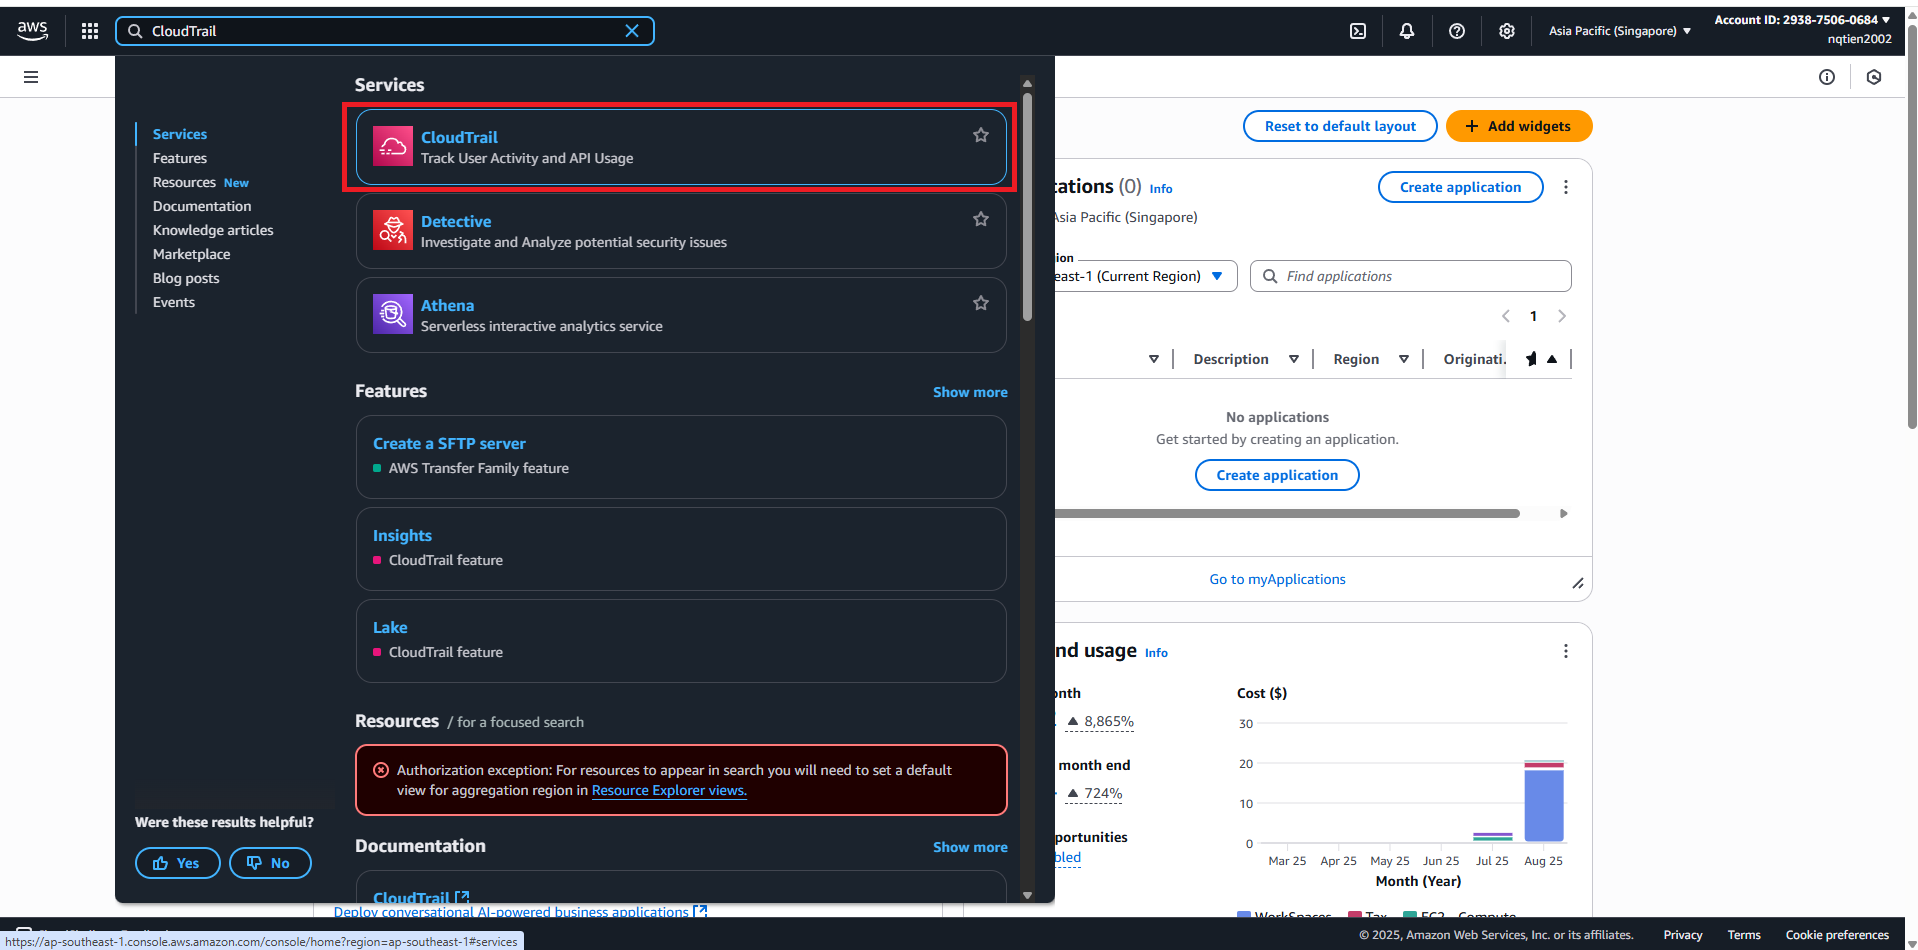 aws
CloudTrail
Asia Pacific (Singapore)
Account ID: 2938-7506-0684
nqtien2002
Services
Features
Resources New
Documentation
Knowledge articles
Marketplace
Blog posts
Events
Were these results helpful?
Yes
No
Services
CloudTrail
Track User Activity and API Usage
Detective
Investigate and Analyze potential security issues
Athena
Serverless interactive analytics service
Features
Show more
Create a SFTP server
AWS Transfer Family feature
Insights
CloudTrail feature
Lake
CloudTrail feature
Resources / for a focused search
Authorization exception: For resources to appear in search you will need to set a default
view for aggregation region in Resource Explorer views.
Documentation
Show more
CloudTrail
Deploy conversational AI-powered business applications
Reset to default layout
+ Add widgets
cations (0) Info
Create application
Asia Pacific (Singapore)
ion
east-1 (Current Region)
Find applications
1
Description
Region
Originati.
No applications
Get started by creating an application.
Create application
Go to myApplications
nd usage Info
onth
8,865%
month end
724%
portunities
bled
Cost ($)
30
20
10
0
Mar 25 Apr 25 May 25 Jun 25 Jul 25 Aug 25
Month (Year)
WorkSpaces Tax EC2 - Compute
https://ap-southeast-1.console.aws.amazon.com/console/home?region=ap-southeast-1#services
© 2025, Amazon Web Services, Inc. or its affiliates.
Privacy
Terms
Cookie preferences